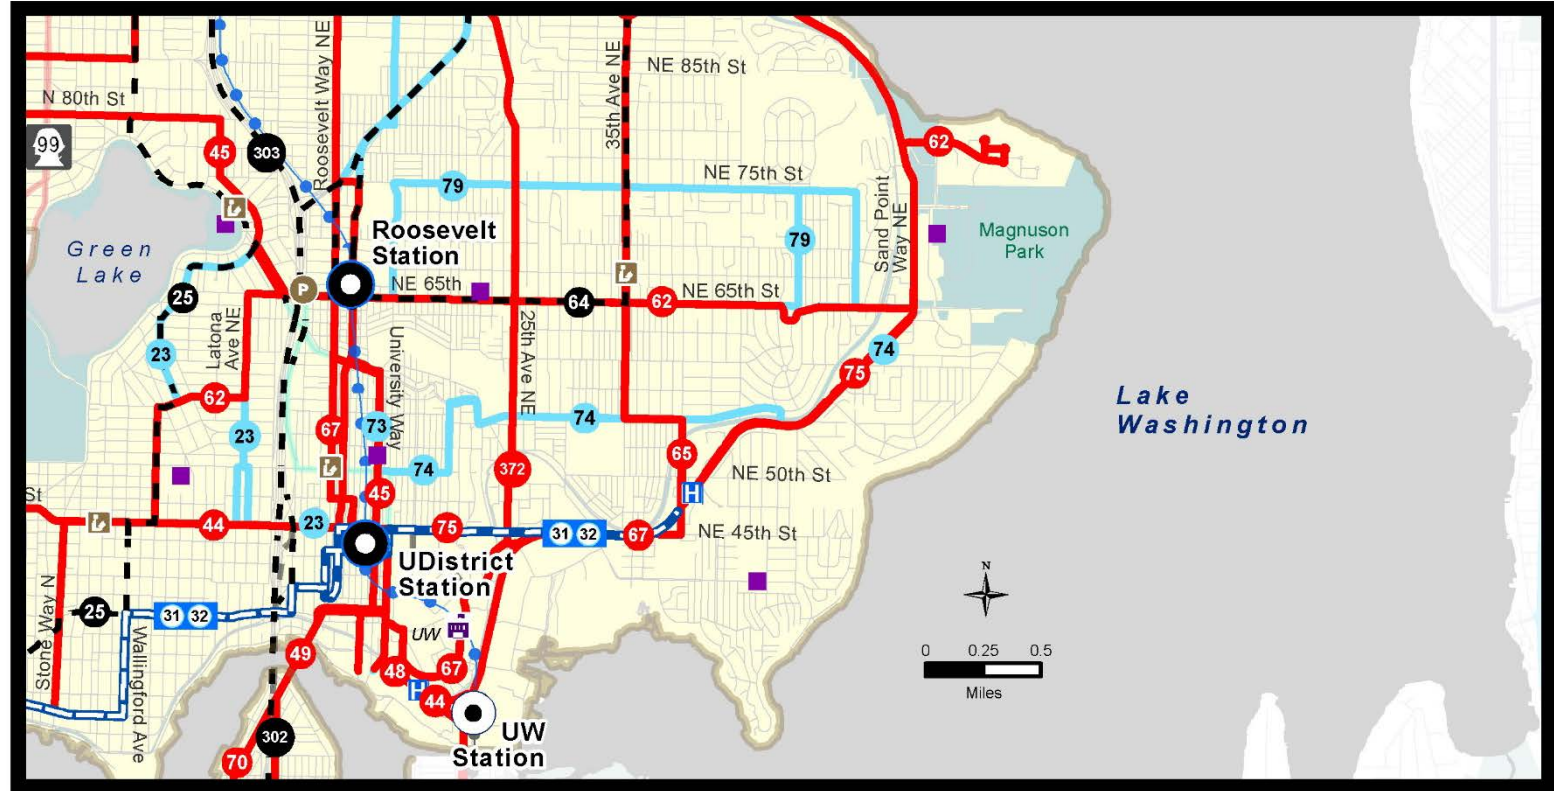 Roosevelt Way NE
35th Ave NE
NE 85th St
N 80th St
99
45
303
62
NE 75th St
79
79
Sand Point
Way NE
Magnuson
Park
Green
Lake
Roosevelt
Station
NE 65th
25
P
64
62
NE 65th St
Latona
Ave NE
University Way
25th Ave NE
23
74
75
62
Lake
Washington
67
73
74
23
65
74
372
NE 50th St
H
45
St
44
23
75
31 32
67
NE 45th St
UDistrict
Station
N
25
31 32
Stone Way N
Wallingford Ave
UW
49
48
67
0 0.25 0.5
Miles
H
44
UW
Station
302
70